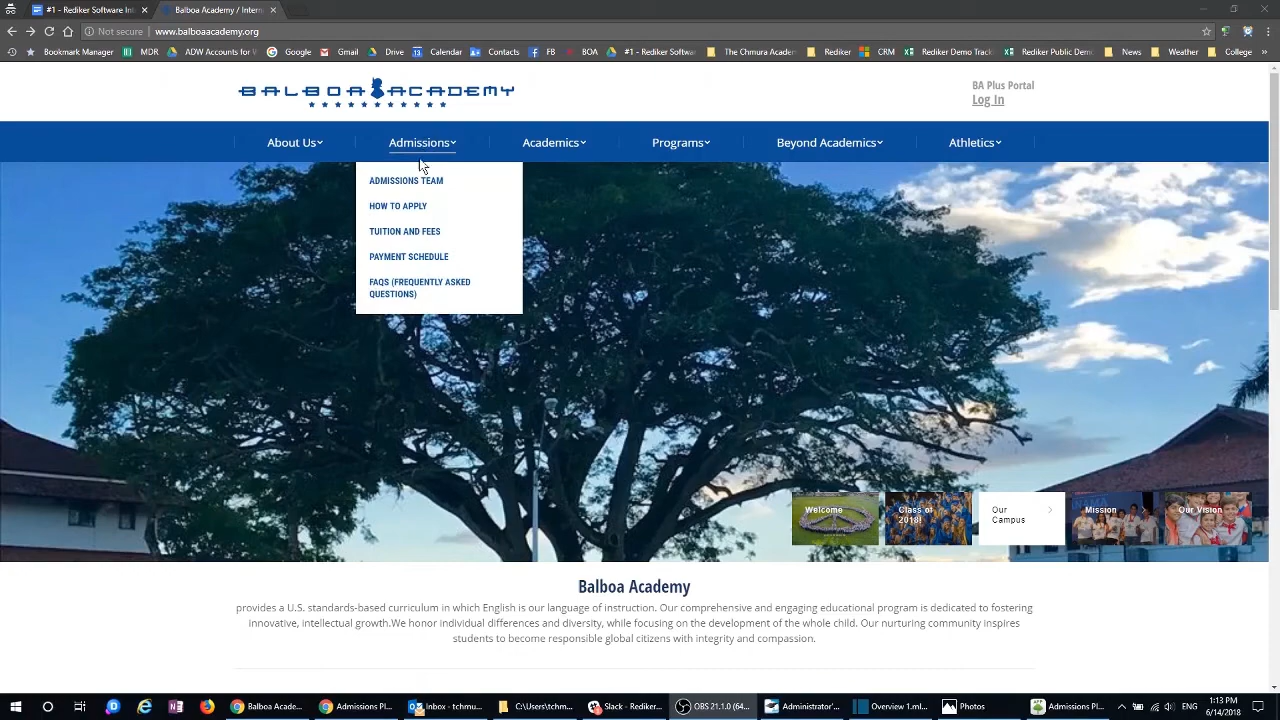 #1 - Rediker Software, Inc
Balboa Academy / Intern
Not secure
www.balboaacademy.org
Bookmark Manager
MDR
ADW Accounts for W
Google
Gmail
Drive
Contacts
FB
BOA
#1 - Rediker Softwa
The Chmura Academ
Rediker
CRM
Rediker Team Calen
Rediker Public Demo
News
Weather
College
BALBOA ACADEMY
BA Plus Portal
Log In
About Us
Admissions
Academics
Programs
Beyond Academics
Athletics
ADMISSIONS TEAM
HOW TO APPLY
TUITION AND FEES
PAYMENT SCHEDULE
FAQS (FREQUENTLY ASKED
QUESTIONS)
Welcome
Class of
2018!
Our
Campus
Mission
Our Vision
Balboa Academy
provides a U.S. standards-based curriculum in which English is our language of instruction. Our comprehensive and engaging educational program is dedicated to fostering
innovative, intellectual growth.We honor individual differences and diversity, while focusing on the development of the whole child. Our nurturing community inspires
students to become responsible global citizens with integrity and compassion.
Balboa Acade...
Admissions Pl...
Inbox - tchmu...
C:\Users\tchm...
Slack - Rediker...
OBS 21.1.0 (64...
Administrator'...
Overview 1.ml...
Photos
Admissions Pl...
1:13 PM
6/14/2018